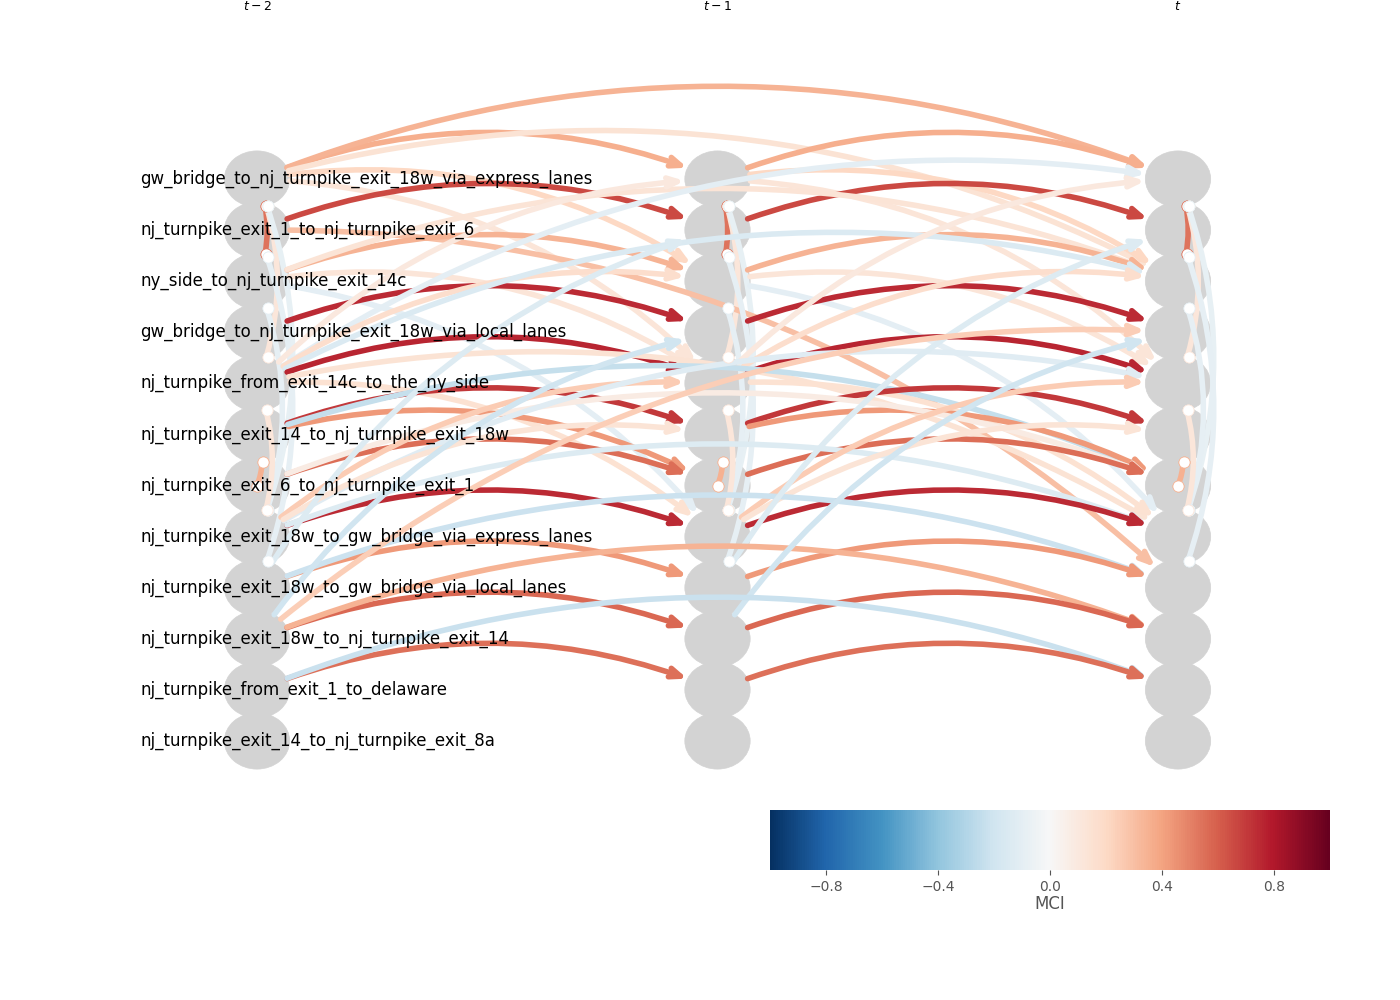 t − 2
t − 1
t
gw_bridge_to_nj_turnpike_exit_18w_via_express_lanes
nj_turnpike_exit_1_to_nj_turnpike_exit_6
ny_side_to_nj_turnpike_exit_14c
gw_bridge_to_nj_turnpike_exit_18w_via_local_lanes
nj_turnpike_from_exit_14c_to_the_ny_side
nj_turnpike_exit_14_to_nj_turnpike_exit_18w
nj_turnpike_exit_6_to_nj_turnpike_exit_1
nj_turnpike_exit_18w_to_gw_bridge_via_express_lanes
nj_turnpike_exit_18w_to_gw_bridge_via_local_lanes
nj_turnpike_exit_18w_to_nj_turnpike_exit_14
nj_turnpike_from_exit_1_to_delaware
nj_turnpike_exit_14_to_nj_turnpike_exit_8a
−0.8 −0.4 0.0 0.4 0.8
MCI